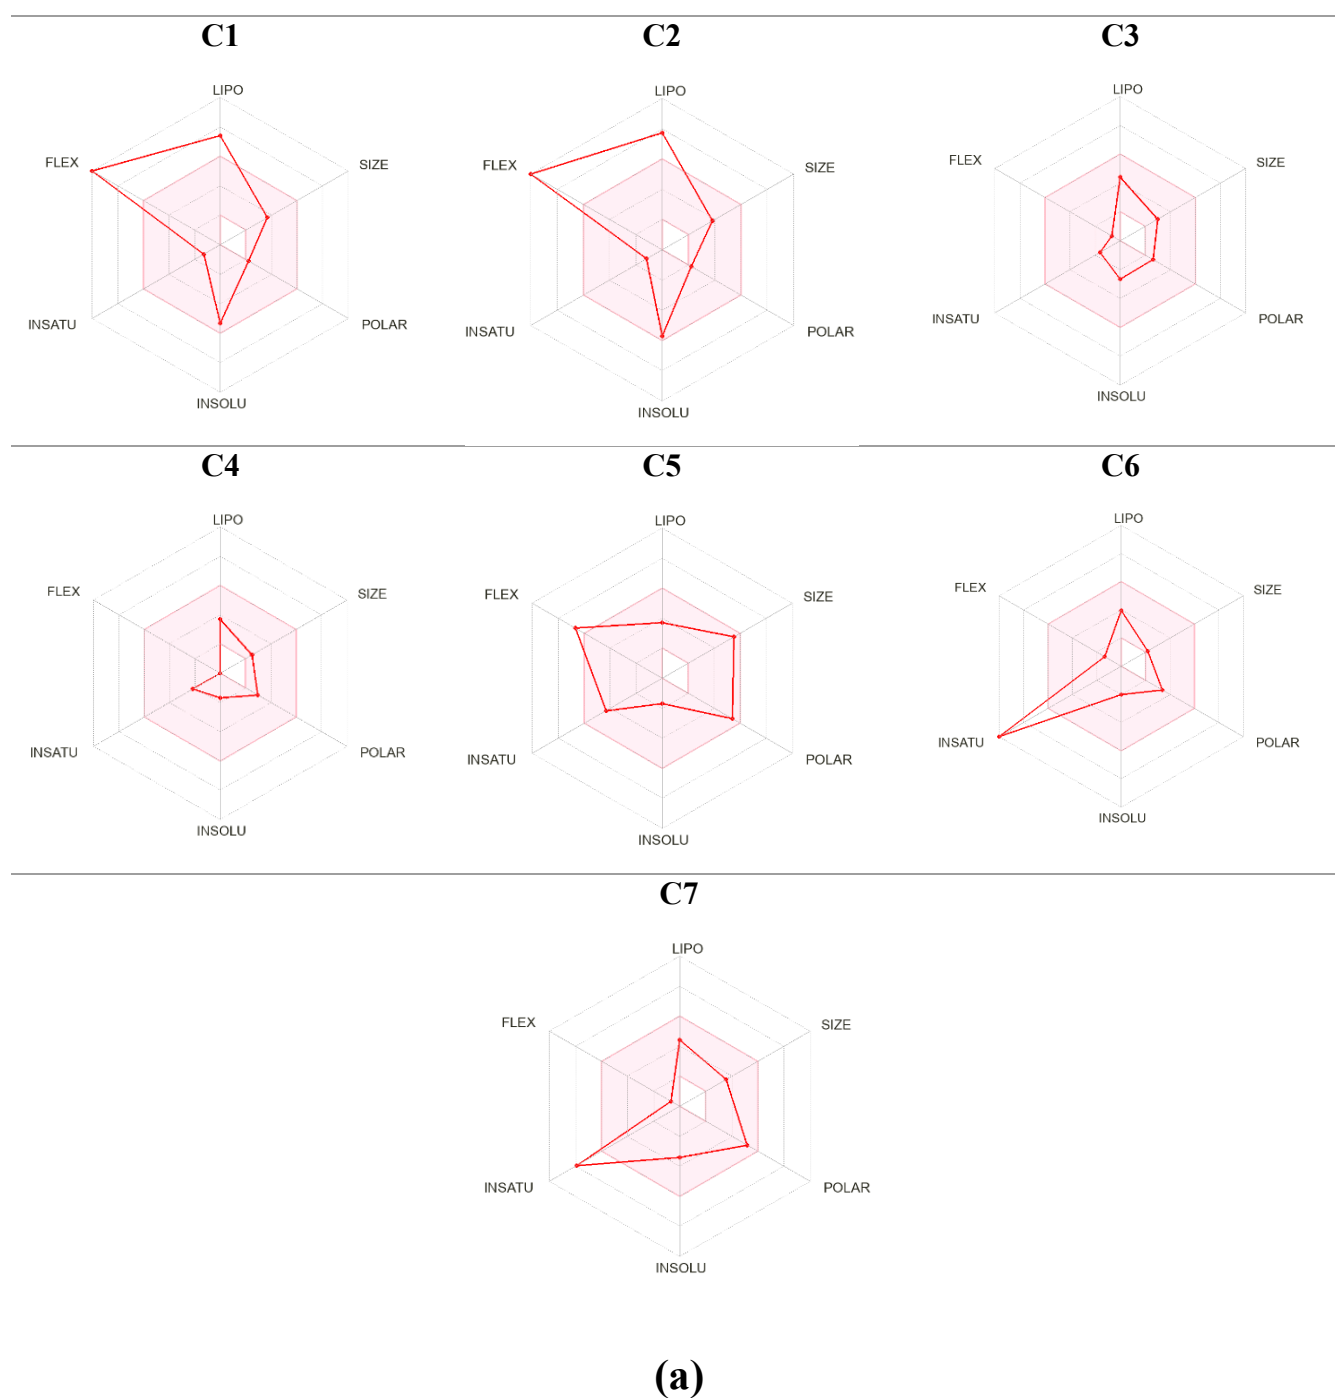 C1
C2
C3
LIPO
FLEX
SIZE
INSATU
POLAR
INSOLU
LIPO
FLEX
SIZE
INSATU
POLAR
INSOLU
LIPO
FLEX
SIZE
INSATU
POLAR
INSOLU
C4
C5
C6
LIPO
FLEX
SIZE
INSATU
POLAR
INSOLU
LIPO
FLEX
SIZE
INSATU
POLAR
INSOLU
LIPO
FLEX
SIZE
INSATU
POLAR
INSOLU
C7
LIPO
FLEX
SIZE
INSATU
POLAR
INSOLU
(a)